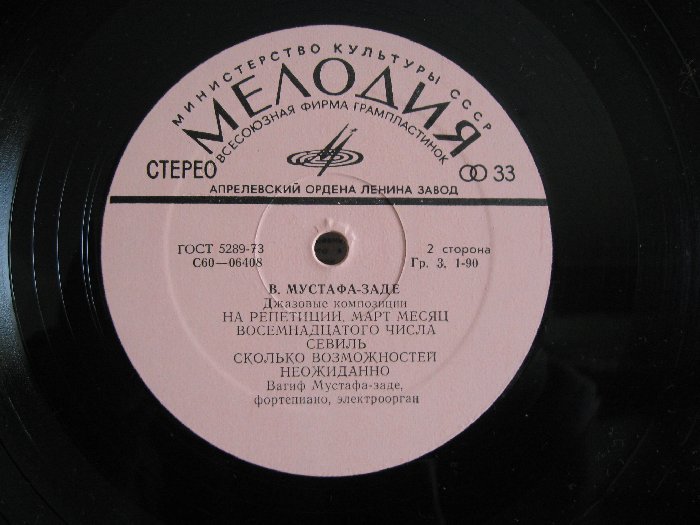 МИНИСТЕРСТВО КУЛЬТУРЫ СССР
МЕЛОДИЯ
ВСЕСОЮЗНАЯ ФИРМА ГРАМПЛАСТИНОК
СТЕРЕО
33
АПРЕЛЕВСКИЙ ОРДЕНА ЛЕНИНА ЗАВОД
ГОСТ 5289-73
2 сторона
С60—06408
Гр. 3. 1-90
В. МУСТАФА-ЗАДЕ
Джазовые композиции
НА РЕПЕТИЦИИ. МАРТ МЕСЯЦ
ВОСЕМНАДЦАТОГО ЧИСЛА
СЕВИЛЬ
СКОЛЬКО ВОЗМОЖНОСТЕЙ
НЕОЖИДАННО
Вагиф Мустафа-заде,
фортепиано, электроорган